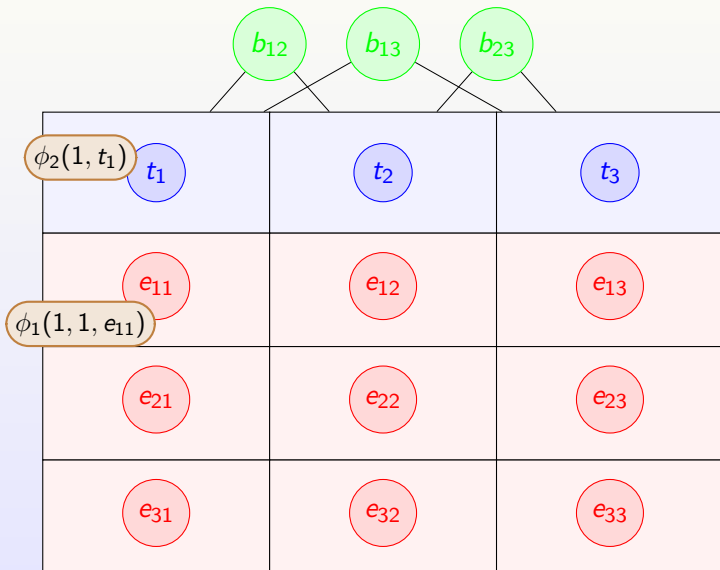 b₁₂ b₁₃ b₂₃
ϕ₂(1, t₁) t₁ t₂ t₃
e₁₁ e₁₂ e₁₃
ϕ₁(1, 1, e₁₁)
e₂₁ e₂₂ e₂₃
e₃₁ e₃₂ e₃₃